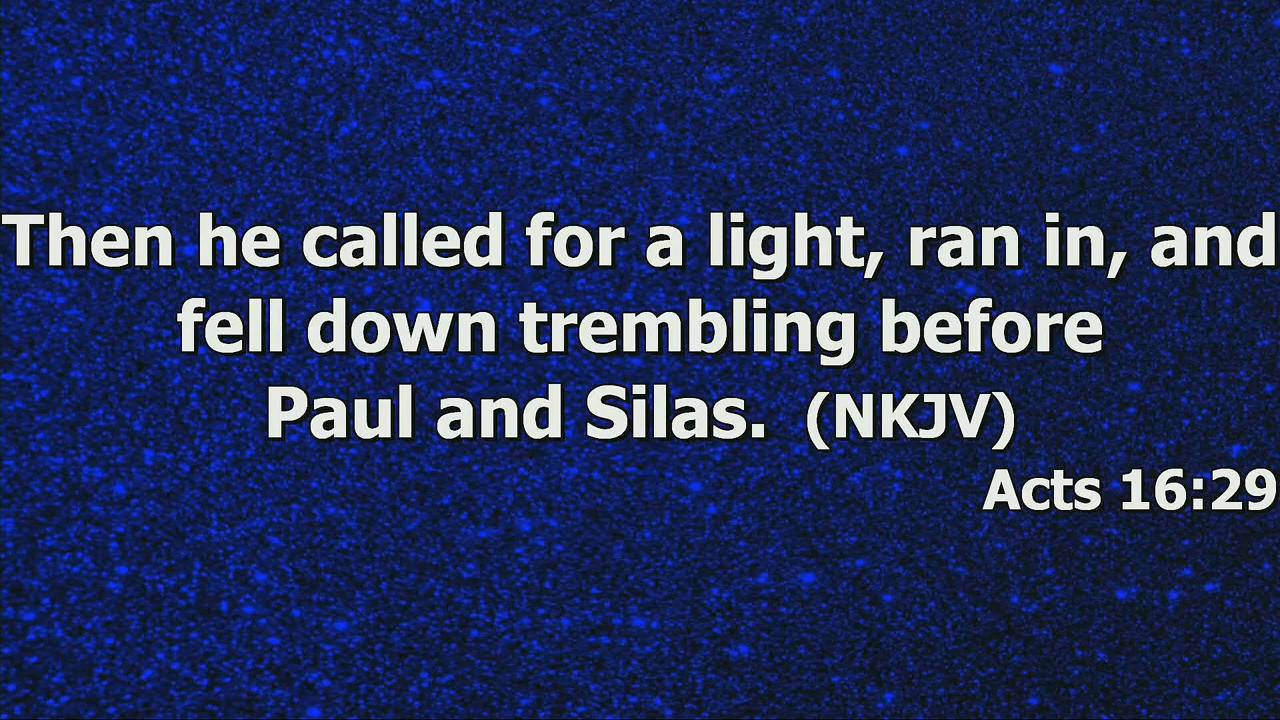 Then he called for a light, ran in, and
fell down trembling before
Paul and Silas.  (NKJV)
Acts 16:29